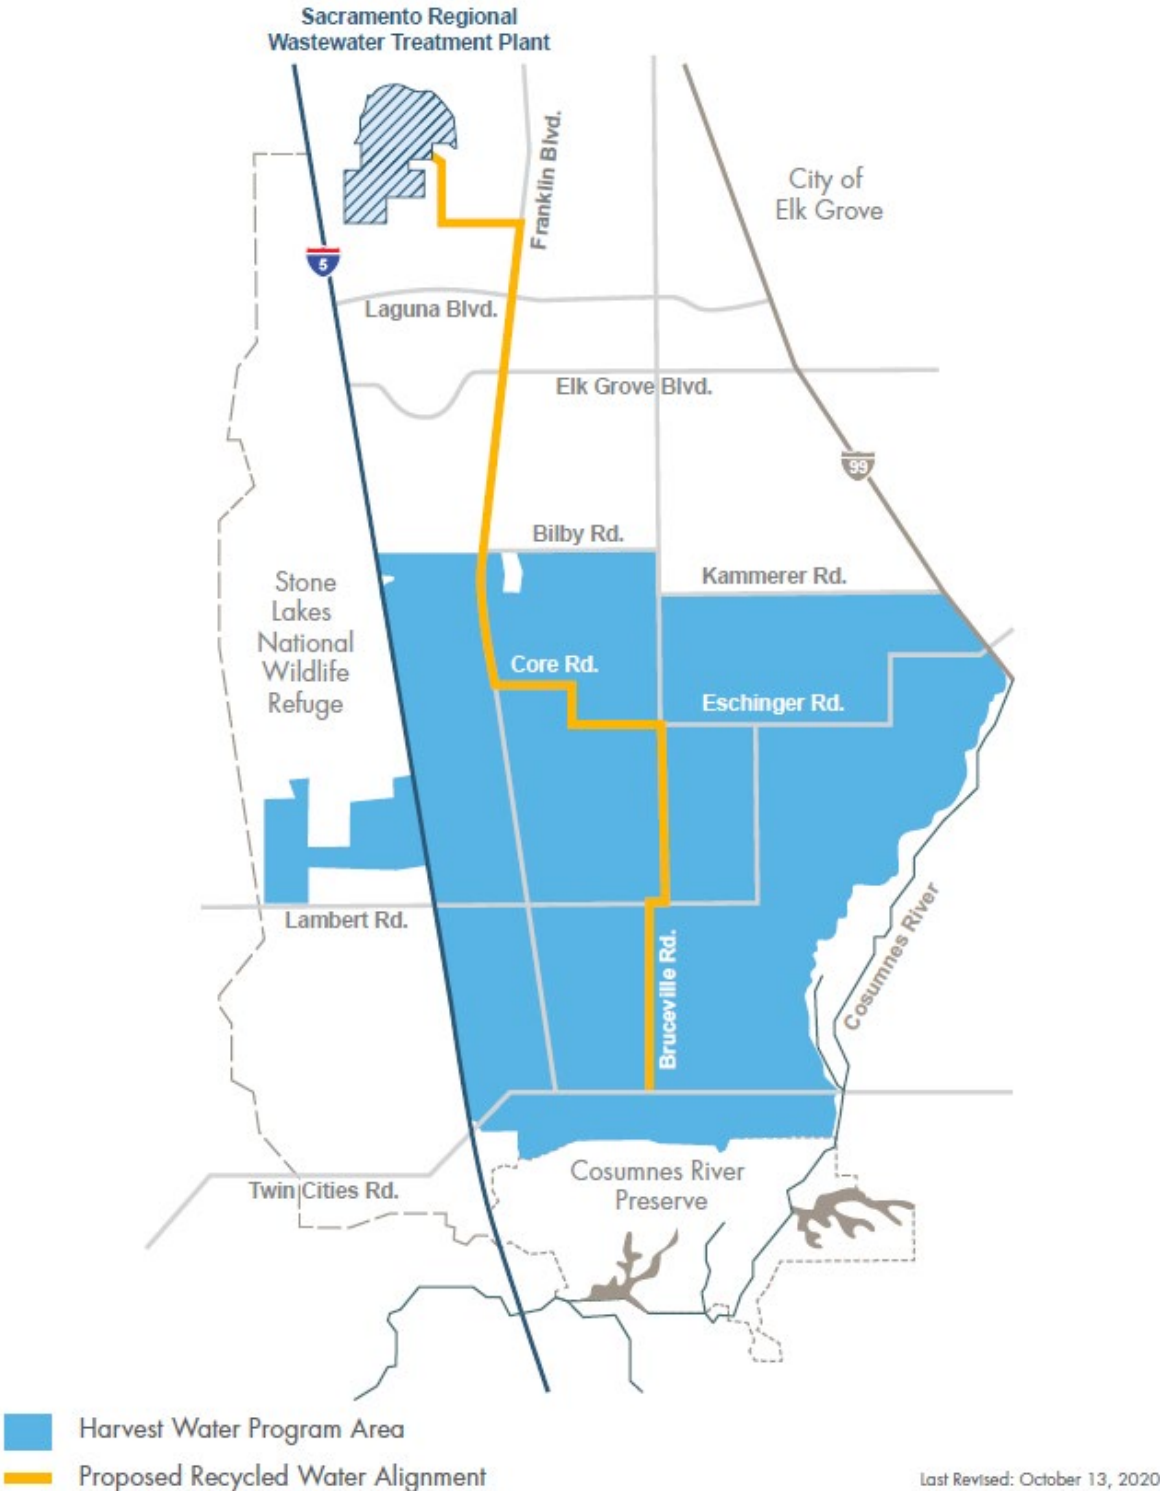 Sacramento Regional
Wastewater Treatment Plant
Franklin Blvd.
City of
Elk Grove
5
Laguna Blvd.
Elk Grove Blvd.
99
Bilby Rd.
Kammerer Rd.
Stone
Lakes
National
Wildlife
Refuge
Core Rd.
Eschinger Rd.
Lambert Rd.
Cosumnes River
Bruceville Rd.
Cosumnes River
Preserve
Twin Cities Rd.
Harvest Water Program Area
Proposed Recycled Water Alignment
Last Revised: October 13, 2020